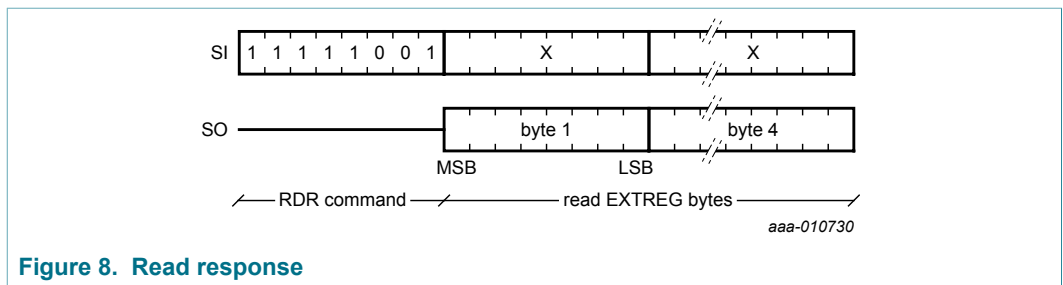 SI 1 1 1 1 1 0 0 1 X X
SO byte 1 byte 4
MSB LSB
RDR command read EXTREG bytes
aaa-010730
Figure 8. Read response